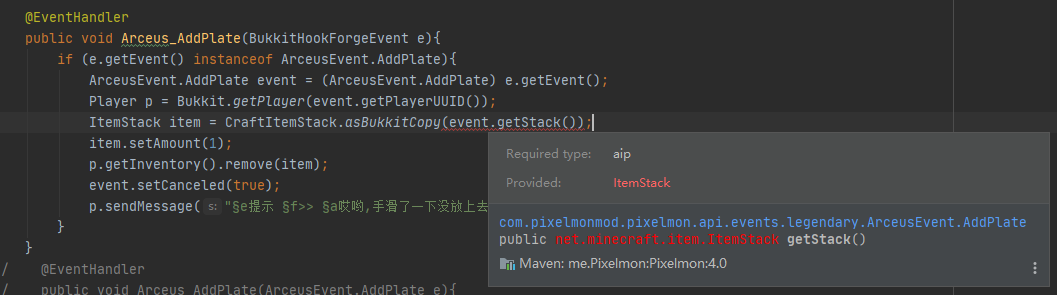 @EventHandler
public void Arceus_AddPlate(BukkitHookForgeEvent e){
if (e.getEvent() instanceof ArceusEvent.AddPlate){
ArceusEvent.AddPlate event = (ArceusEvent.AddPlate) e.getEvent();
Player p = Bukkit.getPlayer(event.getPlayerUUID());
ItemStack item = CraftItemStack.asBukkitCopy(event.getStack());
item.setAmount(1);
p.getInventory().remove(item);
event.setCanceled(true);
p.sendMessage( s: "§e提示 §f>> §a哎哟,手滑了一下没放上去
}
}
Required type: aip
Provided: ItemStack
com.pixelmonmod.pixelmon.api.events.legendary.ArceusEvent.AddPlate
public net.minecraft.item.ItemStack getStack()
Maven: me.Pixelmon:Pixelmon:4.0
/ @EventHandler
/ public void Arceus_AddPlate(ArceusEvent.AddPlate e){